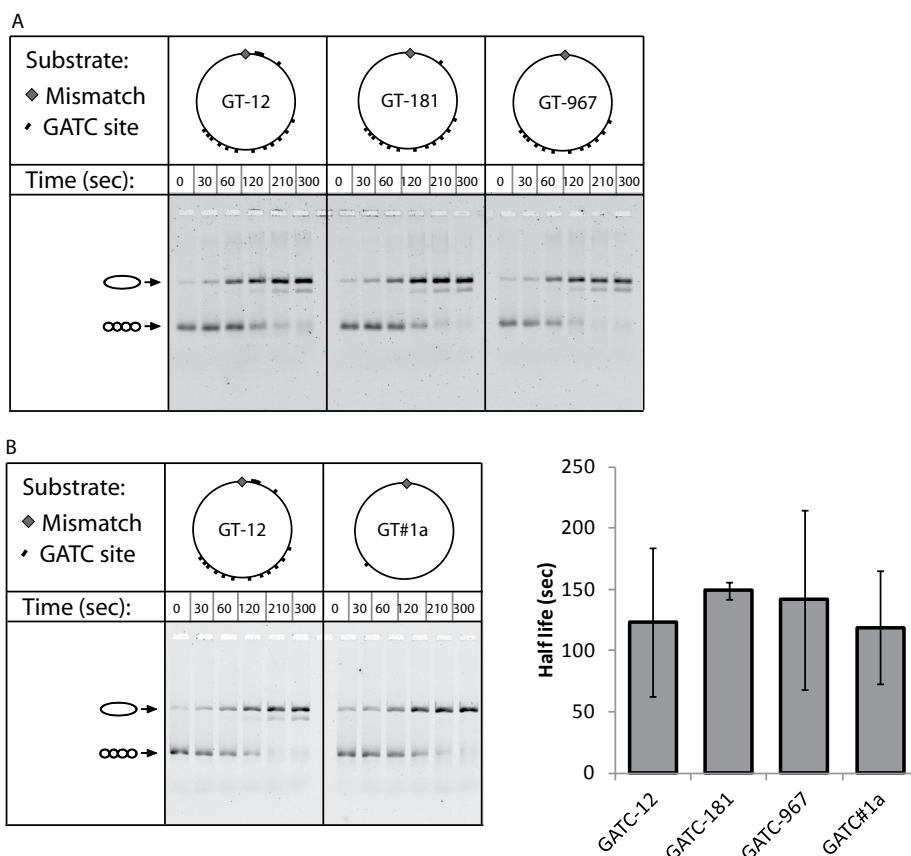 A
Substrate:
Mismatch
GATC site
GT-12
GT-181
GT-967
Time (sec):
0 30 60 120 210 300
0 30 60 120 210 300
0 30 60 120 210 300
B
Substrate:
Mismatch
GATC site
GT-12
GT#1a
Time (sec):
0 30 60 120 210 300
0 30 60 120 210 300
Half life (sec)
250
200
150
100
50
0
GATC-12
GATC-181
GATC-967
GATC#1a